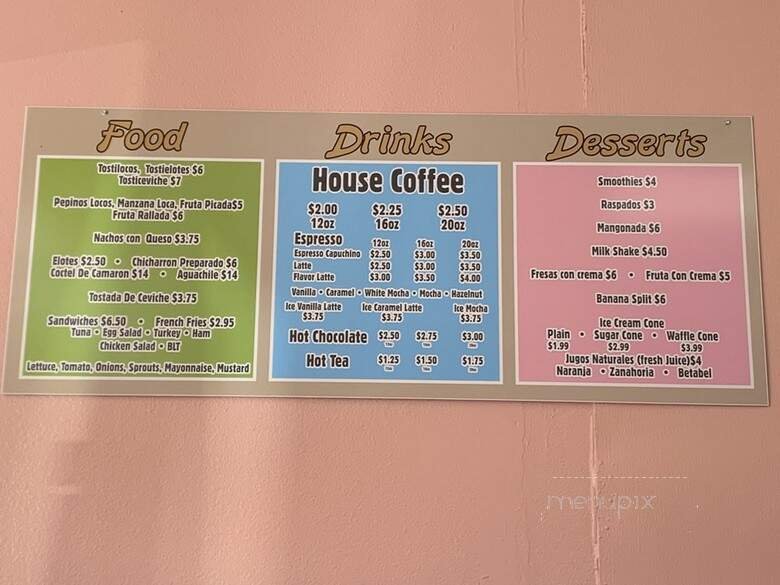 Food
Tostilocos, Tostielotes $6
Tosticeviche $7
Pepinos Locos, Manzana Loca, Fruta Picada$5
Fruta Rallada $6
Nachos con Queso $3.75
Elotes $2.50 • Chicharron Preparado $6
Coctel De Camaron $14 • Aguachile $14
Tostada De Ceviche $3.75
Sandwiches $6.50 • French Fries $2.95
Tuna • Egg Salad • Turkey • Ham
Chicken Salad • BLT
Lettuce, Tomato, Onions, Sprouts, Mayonnaise, Mustard
Drinks
House Coffee
$2.00 $2.25 $2.50
12oz 16oz 20oz
Espresso 12oz 16oz 20oz
Espresso Capuchino $2.50 $3.00 $3.50
Latte $2.50 $3.00 $3.50
Flavor Latte $3.00 $3.50 $4.00
Vanilla • Caramel • White Mocha • Mocha • Hazelnut
Ice Vanilla Latte Ice Caramel Latte Ice Mocha
$3.75 $3.75 $3.75
Hot Chocolate $2.50 $2.75 $3.00
Hot Tea $1.25 $1.50 $1.75
Desserts
Smoothies $4
Raspados $3
Mangonada $6
Milk Shake $4.50
Fresas con crema $6 • Fruta Con Crema $5
Banana Split $6
Ice Cream Cone
Plain • Sugar Cone • Waffle Cone
$1.99 $2.99 $3.99
Jugos Naturales (fresh Juice)$4
Naranja • Zanahoria • Betabel
menupix